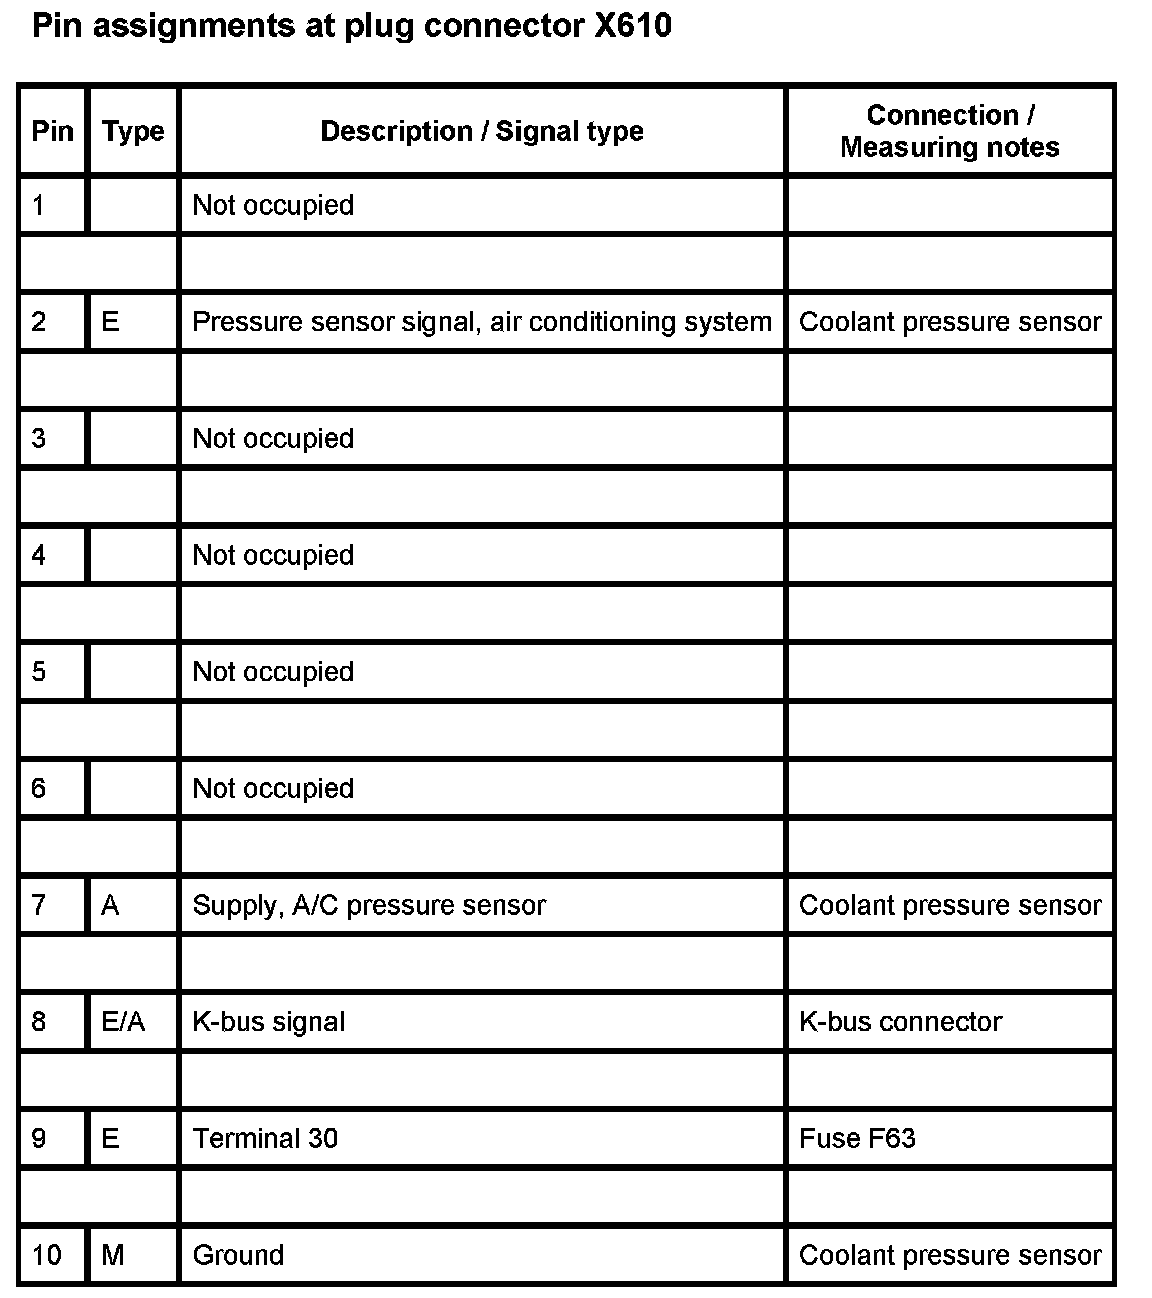 Pin assignments at plug connector X610
Pin Type Description / Signal type Connection /
Measuring notes
1 Not occupied
2 E Pressure sensor signal, air conditioning system Coolant pressure sensor
3 Not occupied
4 Not occupied
5 Not occupied
6 Not occupied
7 A Supply, A/C pressure sensor Coolant pressure sensor
8 E/A K-bus signal K-bus connector
9 E Terminal 30 Fuse F63
10 M Ground Coolant pressure sensor